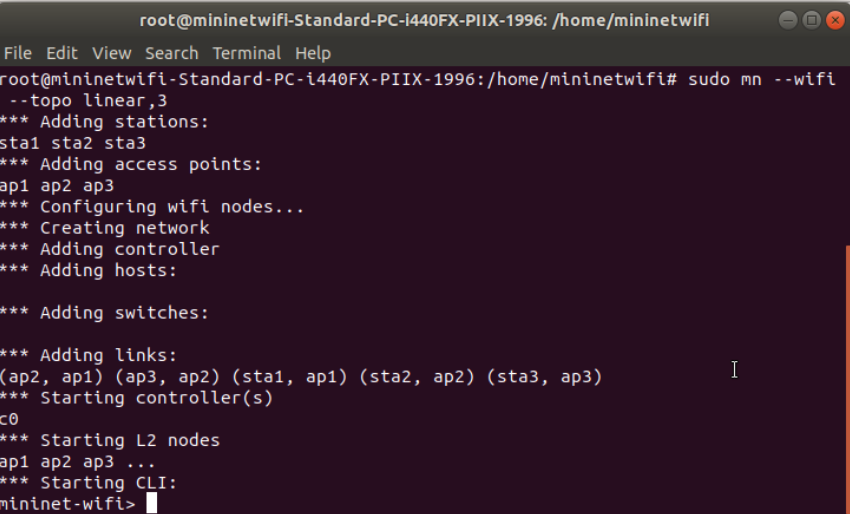 root@mininetwifi-Standard-PC-i440FX-PIIX-1996: /home/mininetwifi
File Edit View Search Terminal Help
root@mininetwifi-Standard-PC-i440FX-PIIX-1996:/home/mininetwifi# sudo mn --wifi
--topo linear,3
*** Adding stations:
sta1 sta2 sta3
*** Adding access points:
ap1 ap2 ap3
*** Configuring wifi nodes...
*** Creating network
*** Adding controller
*** Adding hosts:
*** Adding switches:
*** Adding links:
(ap2, ap1) (ap3, ap2) (sta1, ap1) (sta2, ap2) (sta3, ap3)
*** Starting controller(s)
c0
*** Starting L2 nodes
ap1 ap2 ap3 ...
*** Starting CLI:
mininet-wifi>